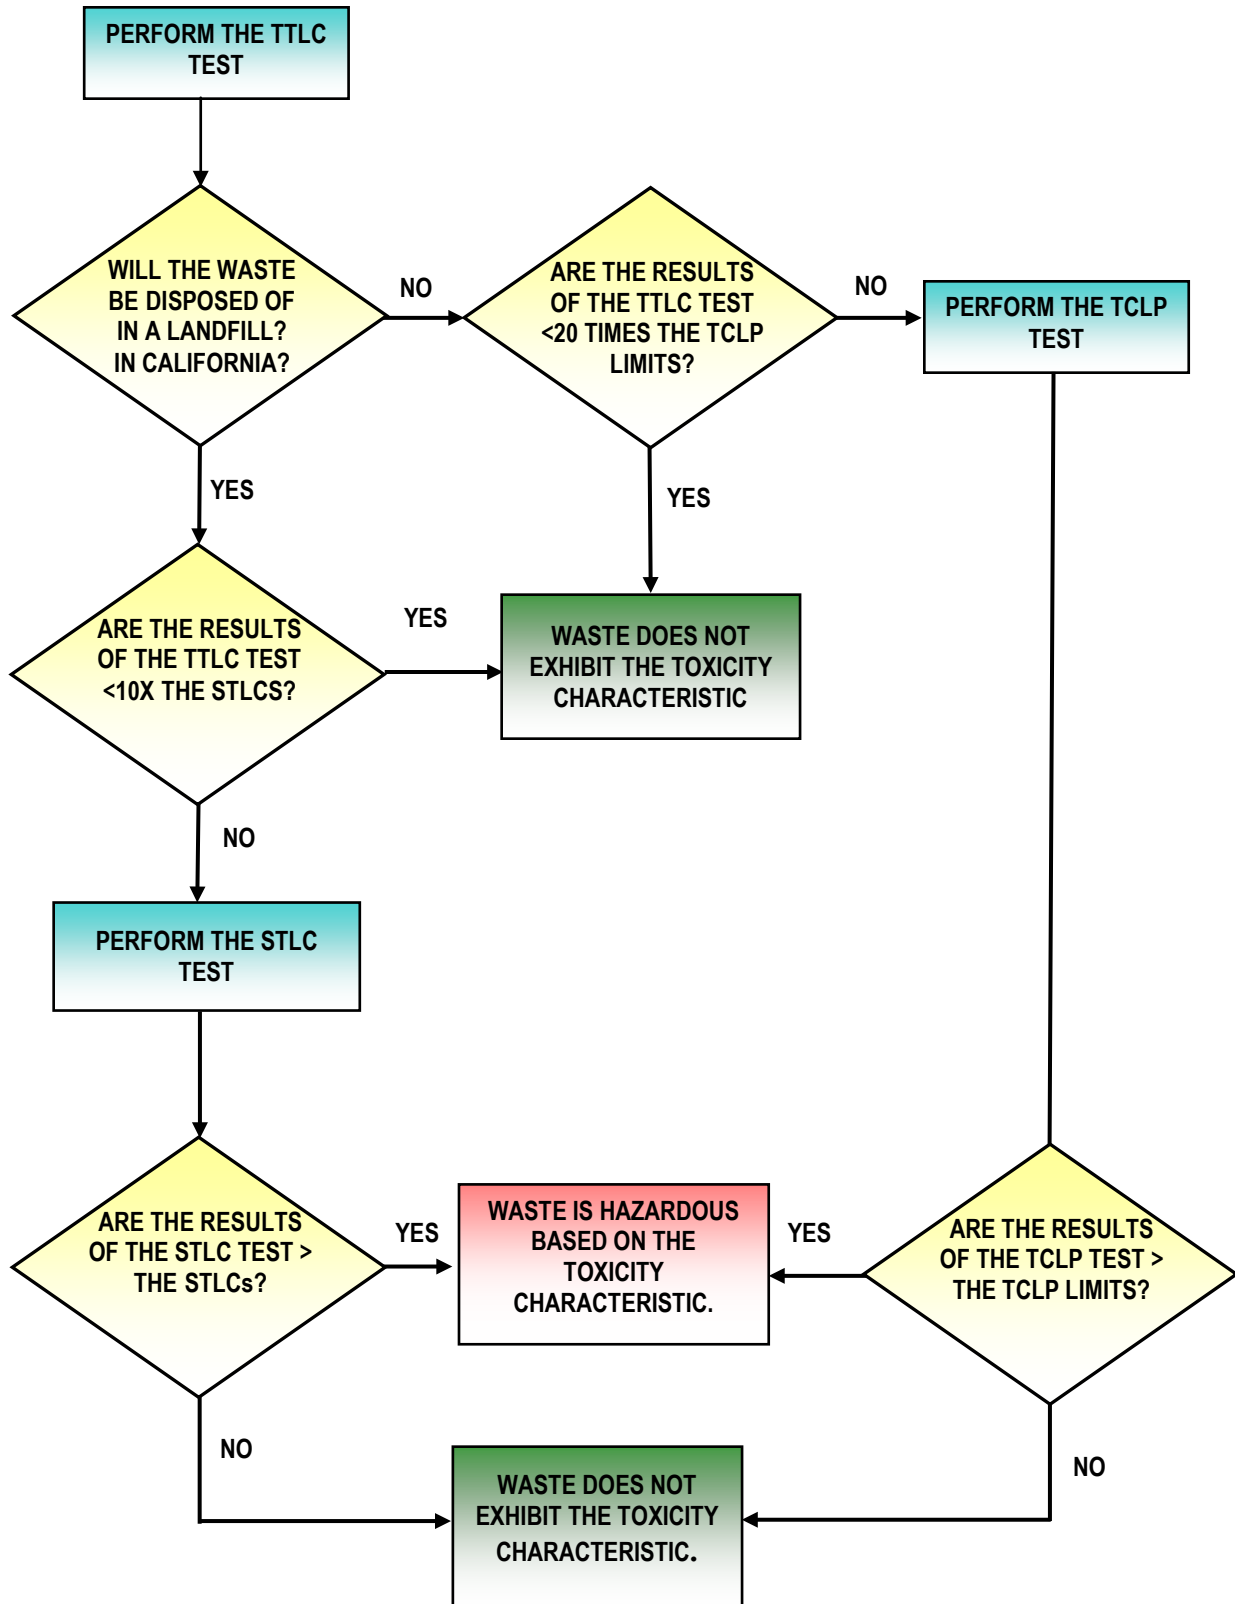 PERFORM THE TTLC
TEST
WILL THE WASTE
BE DISPOSED OF
IN A LANDFILL?
IN CALIFORNIA?
NO
ARE THE RESULTS
OF THE TTLC TEST
<20 TIMES THE TCLP
LIMITS?
NO
PERFORM THE TCLP
TEST
YES
YES
ARE THE RESULTS
OF THE TTLC TEST
<10X THE STLCS?
YES
WASTE DOES NOT
EXHIBIT THE TOXICITY
CHARACTERISTIC
NO
PERFORM THE STLC
TEST
ARE THE RESULTS
OF THE STLC TEST >
THE STLCs?
YES
WASTE IS HAZARDOUS
BASED ON THE
TOXICITY
CHARACTERISTIC.
YES
ARE THE RESULTS
OF THE TCLP TEST >
THE TCLP LIMITS?
NO
WASTE DOES NOT
EXHIBIT THE TOXICITY
CHARACTERISTIC.
NO